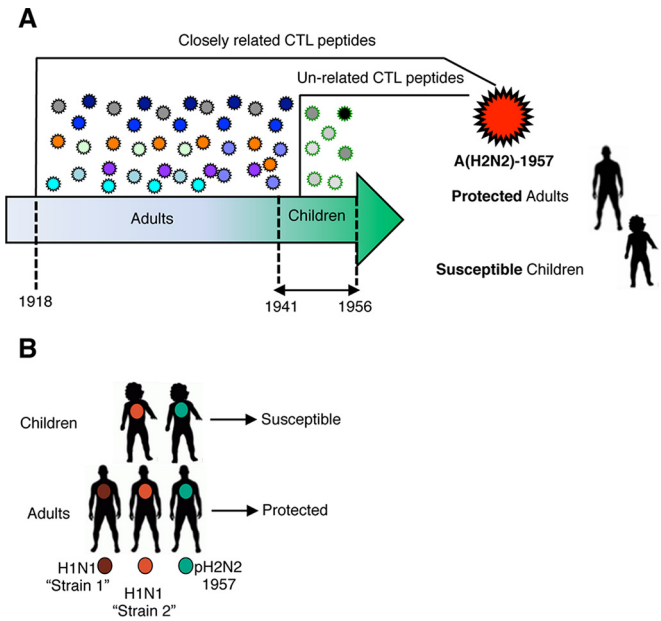 A
Closely related CTL peptides
Un-related CTL peptides
A(H2N2)-1957
Protected Adults
Adults
Children
Susceptible Children
1918
1941
1956
B
Children
Susceptible
Adults
Protected
H1N1
"Strain 1"
H1N1
"Strain 2"
pH2N2
1957